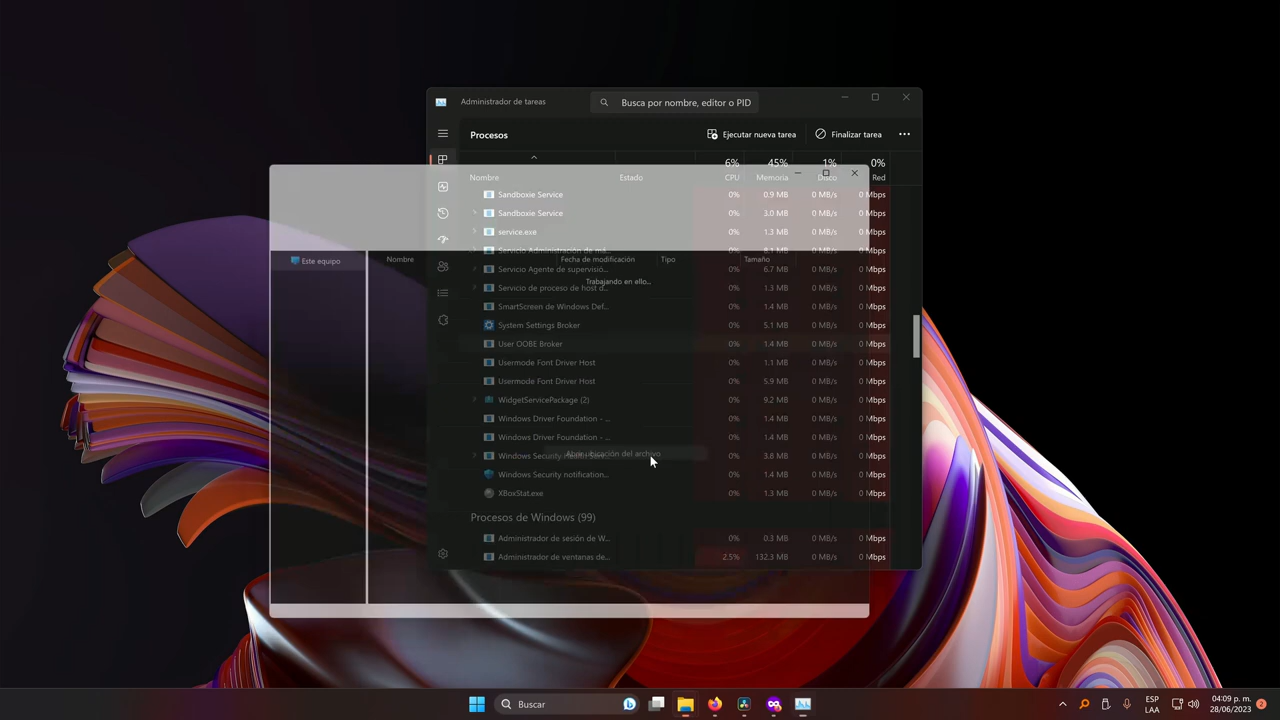 Administrador de tareas
Busca por nombre, editor o PID
Procesos
Ejecutar nueva tarea
Finalizar tarea
6% 45% 1% 0%
Nombre Estado CPU Memoria Disco Red
Sandboxie Service 0% 0.9 MB 0 MB/s 0 Mbps
Sandboxie Service 0% 3.0 MB 0 MB/s 0 Mbps
service.exe 0% 1.3 MB 0 MB/s 0 Mbps
Servicio Administración de má... 0% 8.1 MB 0 MB/s 0 Mbps
Este equipo
Nombre Fecha de modificación Tipo Tamaño
Trabajando en ello...
Servicio Agente de supervisió... 0% 6.7 MB 0 MB/s 0 Mbps
Servicio de proceso de host d... 0% 1.3 MB 0 MB/s 0 Mbps
SmartScreen de Windows Def... 0% 1.4 MB 0 MB/s 0 Mbps
System Settings Broker 0% 5.1 MB 0 MB/s 0 Mbps
User OOBE Broker 0% 1.4 MB 0 MB/s 0 Mbps
Usermode Font Driver Host 0% 1.1 MB 0 MB/s 0 Mbps
Usermode Font Driver Host 0% 5.9 MB 0 MB/s 0 Mbps
WidgetServicePackage (2) 0% 9.2 MB 0 MB/s 0 Mbps
Windows Driver Foundation - ... 0% 1.4 MB 0 MB/s 0 Mbps
Windows Driver Foundation - ... 0% 1.4 MB 0 MB/s 0 Mbps
Abrir ubicación del archivo
Windows Security 0% 3.6 MB 0 MB/s 0 Mbps
Windows Security notification... 0% 1.4 MB 0 MB/s 0 Mbps
XBoxStat.exe 0% 1.3 MB 0 MB/s 0 Mbps
Procesos de Windows (99)
Administrador de sesión de W... 0% 0.3 MB 0 MB/s 0 Mbps
Administrador de ventanas de... 2.5% 132.3 MB 0 MB/s 0 Mbps
Buscar
ESP
LAA
04:09 p. m.
28/06/2023
2